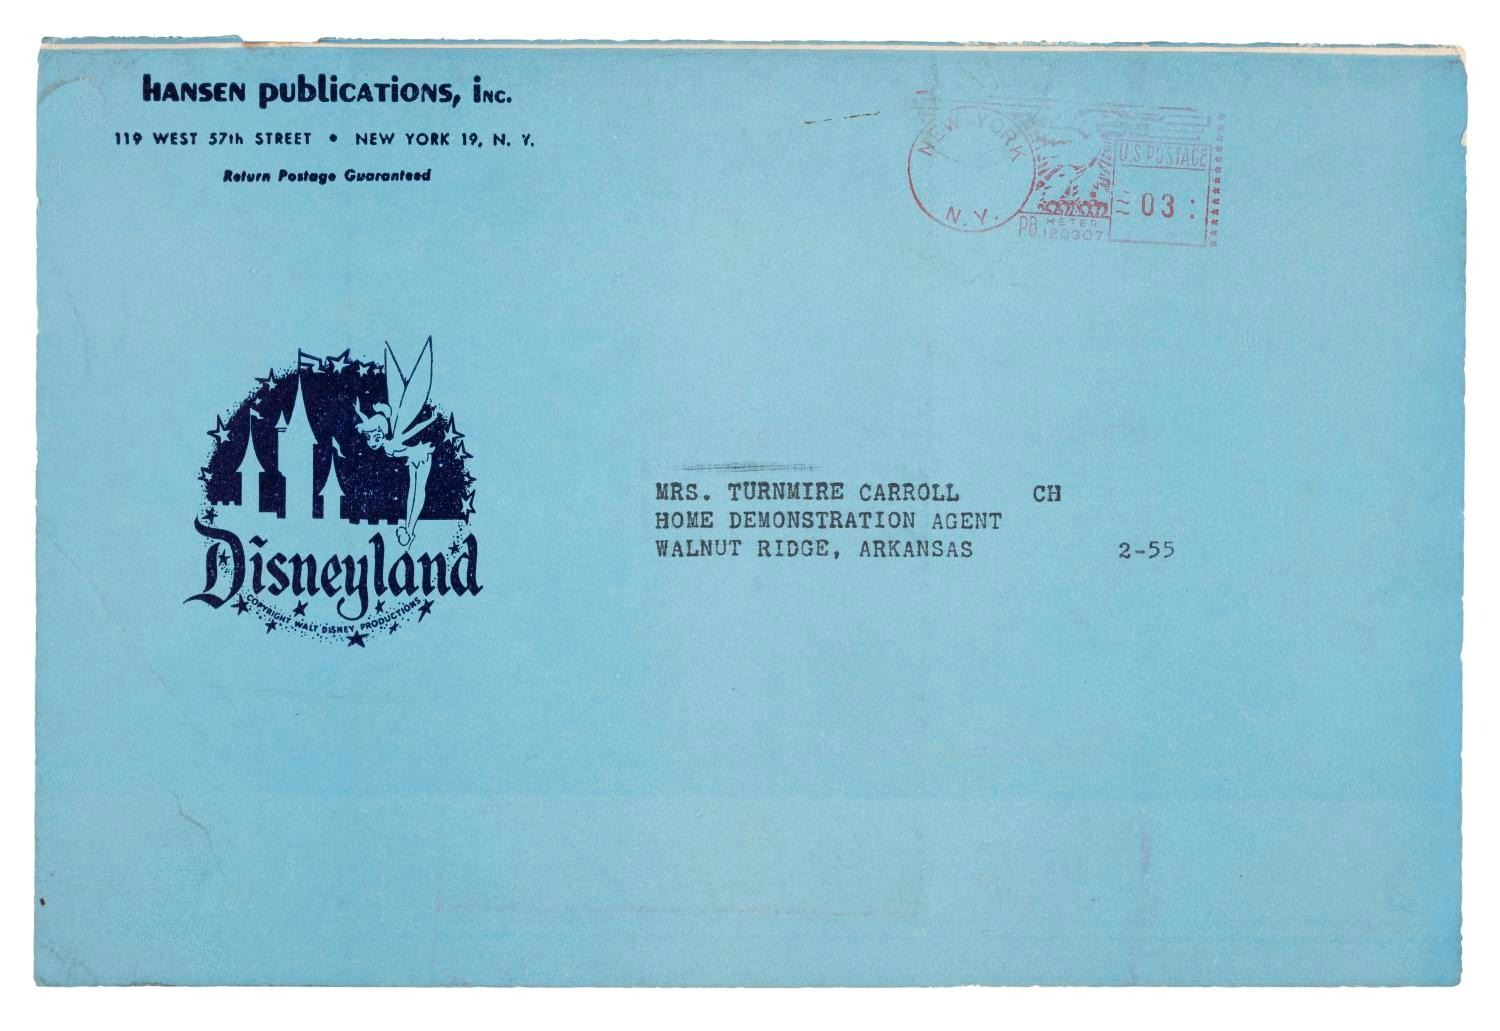 HANSEN PUBLICATIONS, INC.
119 WEST 57th STREET • NEW YORK 19, N. Y.
Return Postage Guaranteed
NEW YORK
N.Y.
U.S. POSTAGE
03
PB METER
120307
Disneyland
COPYRIGHT WALT DISNEY PRODUCTIONS
MRS. TURNMIRE CARROLL CH
HOME DEMONSTRATION AGENT
WALNUT RIDGE, ARKANSAS 2-55